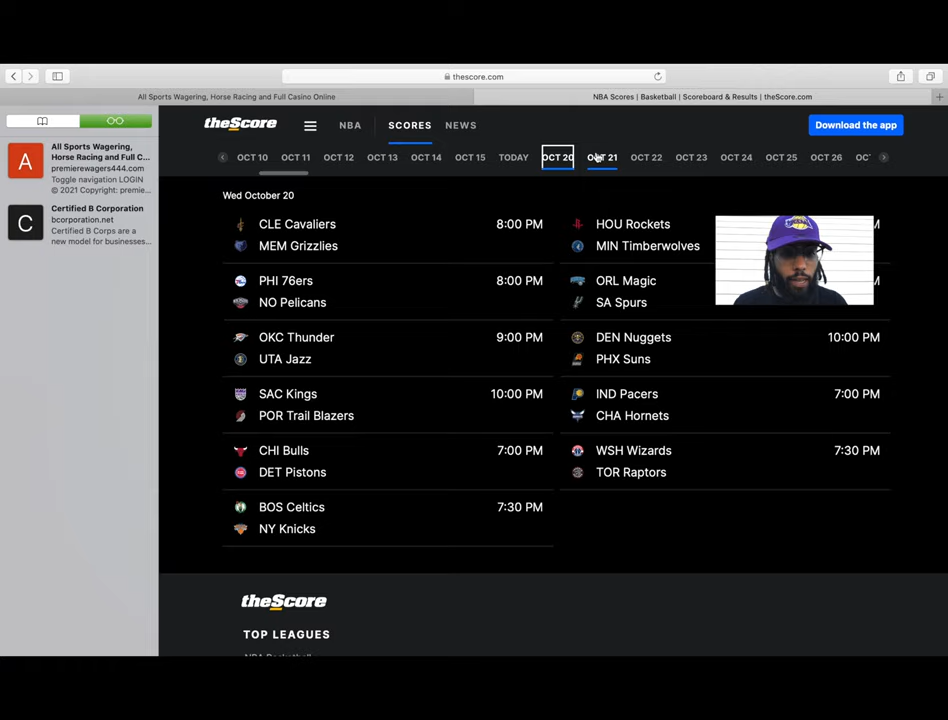 thescore.com
All Sports Wagering, Horse Racing and Full Casino Online
NBA Scores | Basketball | Scoreboard & Results | theScore.com
All Sports Wagering,
Horse Racing and Full C...
premierewagers444.com
Toggle navigation LOGIN
© 2021 Copyright: premie...
A
Certified B Corporation
bcorporation.net
Certified B Corps are a
new model for businesses...
C
theScore
NBA
SCORES
NEWS
Download the app
OCT 10 OCT 11 OCT 12 OCT 13 OCT 14 OCT 15 TODAY OCT 20 OCT 21 OCT 22 OCT 23 OCT 24 OCT 25 OCT 26
Wed October 20
CLE Cavaliers 8:00 PM
MEM Grizzlies
HOU Rockets
MIN Timberwolves
PHI 76ers 8:00 PM
NO Pelicans
ORL Magic
SA Spurs
OKC Thunder 9:00 PM
UTA Jazz
DEN Nuggets 10:00 PM
PHX Suns
SAC Kings 10:00 PM
POR Trail Blazers
IND Pacers 7:00 PM
CHA Hornets
CHI Bulls 7:00 PM
DET Pistons
WSH Wizards 7:30 PM
TOR Raptors
BOS Celtics 7:30 PM
NY Knicks
theScore
TOP LEAGUES